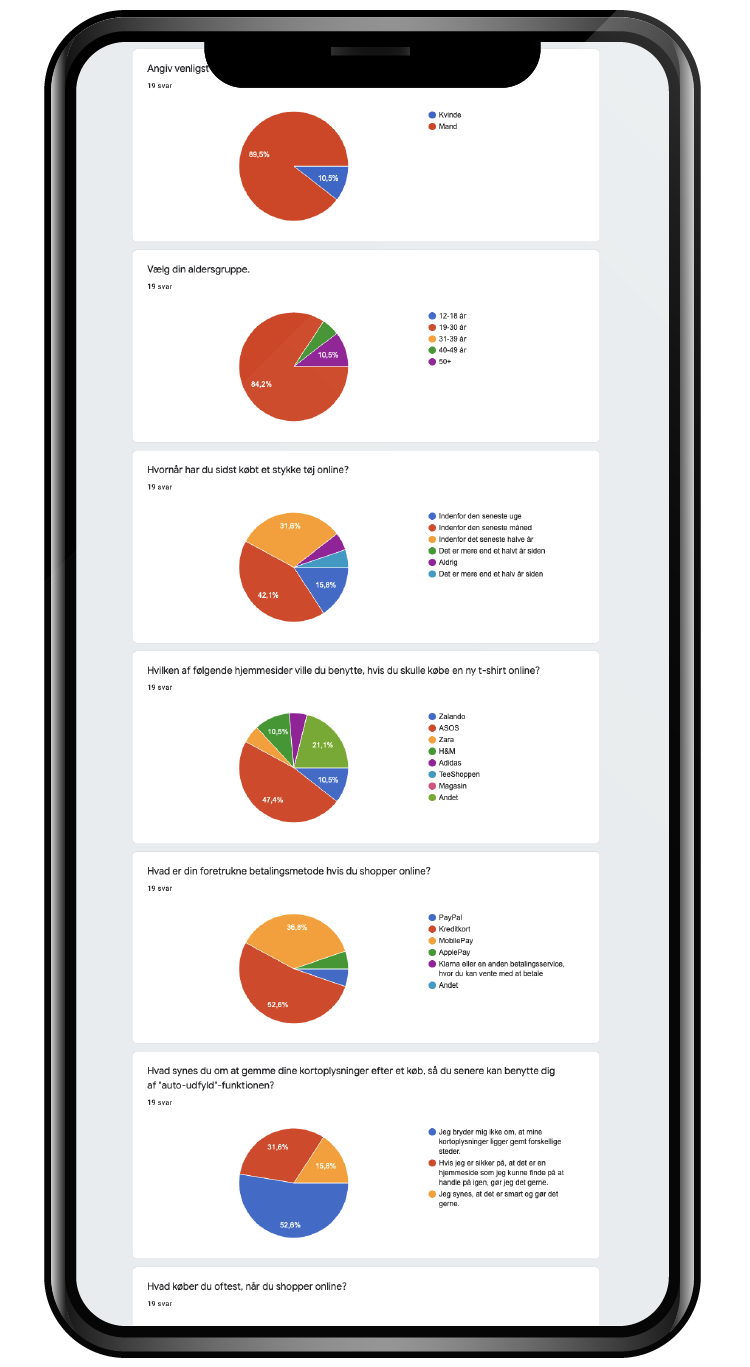 Angiv venligst
19 svar
89,5%
10,5%
Kvinde
Mand
Vælg din aldersgruppe.
19 svar
10,5%
84,2%
12-18 år
19-30 år
31-39 år
40-49 år
50+
Hvornår har du sidst købt et stykke tøj online?
19 svar
31,6%
15,8%
42,1%
Indenfor den seneste uge
Indenfor den seneste måned
Indenfor det seneste halve år
Det er mere end et halvt år siden
Aldrig
Det er mere end et halv år siden
Hvilken af følgende hjemmesider ville du benytte, hvis du skulle købe en ny t-shirt online?
19 svar
10,5%
21,1%
10,5%
47,4%
Zalando
ASOS
Zara
H&M
Adidas
TeeShoppen
Magasin
Andet
Hvad er din foretrukne betalingsmetode hvis du shopper online?
19 svar
36,8%
52,6%
PayPal
Kreditkort
MobilePay
ApplePay
Klarna eller en anden betalingsservice,
hvor du kan vente med at betale
Andet
Hvad synes du om at gemme dine kortoplysninger efter et køb, så du senere kan benytte dig
af "auto-udfyld"-funktionen?
19 svar
31,6%
15,8%
52,6%
Jeg bryder mig ikke om, at mine
kortoplysninger ligger gemt forskellige
steder.
Hvis jeg er sikker på, at det er en
hjemmeside som jeg kunne finde på at
handle på igen, gør jeg det gerne.
Jeg synes, at det er smart og gør det
gerne.
Hvad køber du oftest, når du shopper online?
19 svar